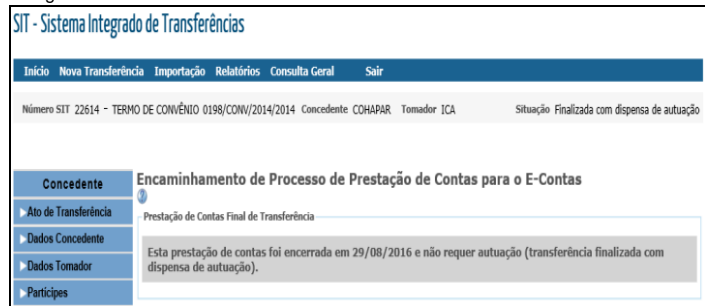 SIT - Sistema Integrado de Transferências
Início Nova Transferência Importação Relatórios Consulta Geral Sair
Número SIT 22614 - TERMO DE CONVÊNIO 0198/CONV/2014/2014 Concedente COHAPAR Tomador ICA Situação Finalizada com dispensa de autuação
Concedente
Ato de Transferência
Dados Concedente
Dados Tomador
Partícipes
Encaminhamento de Processo de Prestação de Contas para o E-Contas
Prestação de Contas Final de Transferência
Esta prestação de contas foi encerrada em 29/08/2016 e não requer autuação (transferência finalizada com
dispensa de autuação).